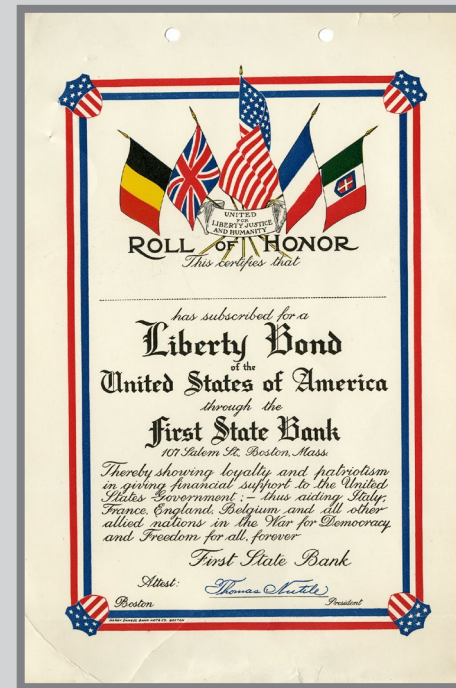 UNITED
FOR
LIBERTY JUSTICE
AND HUMANITY
ROLL OF HONOR
This certifies that
has subscribed for a
Liberty Bond
of the
United States of America
through the
First State Bank
107 Salem St., Boston, Mass.
Thereby showing loyalty and patriotism
in giving financial support to the United
States Government; – thus aiding Italy,
France, England, Belgium and all other
allied nations in the War for Democracy
and Freedom for all, forever
First State Bank
Attest: Thomas Nutile
Boston President
BANK NOTE CO. BOSTON